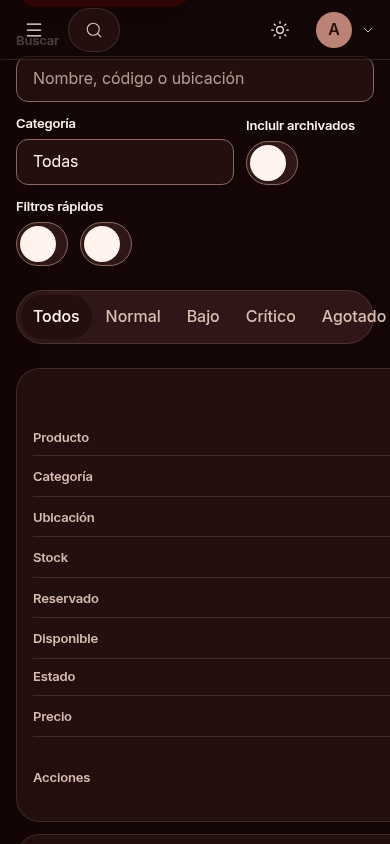 Buscar
A
Nombre, código o ubicación
Categoría
Incluir archivados
Todas
Filtros rápidos
Todos Normal Bajo Crítico Agotado
Producto
Categoría
Ubicación
Stock
Reservado
Disponible
Estado
Precio
Acciones